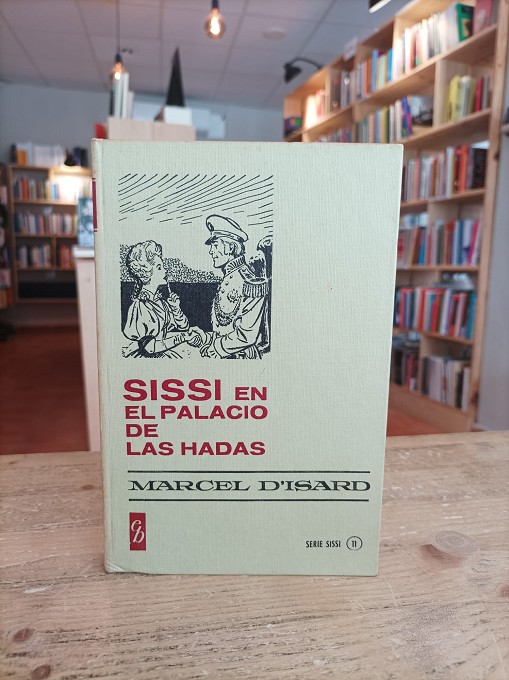 SISSI EN
EL PALACIO
DE
LAS HADAS
MARCEL D'ISARD
cb
SERIE SISSI 11